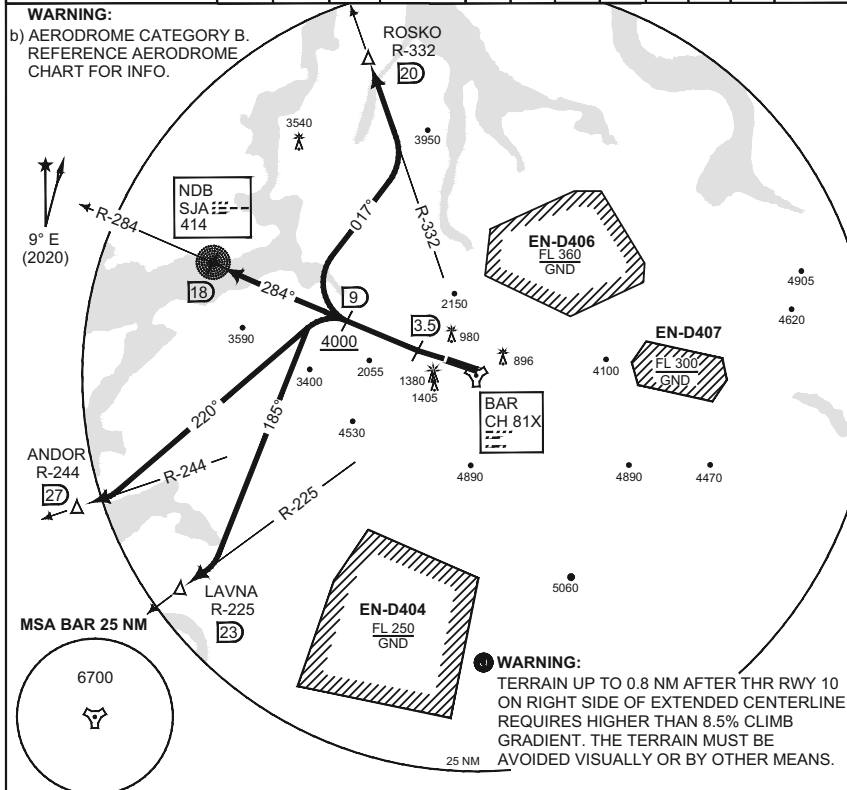 WARNING:
b) AERODROME CATEGORY B.
REFERENCE AERODROME
CHART FOR INFO.
ROSKO
R-332
20
3540
3950
NDB
SJA
414
R-284
9° E
(2020)
017°
R-332
EN-D406
FL 360
GND
18
284°
9
2150
4905
4620
3.5
980
EN-D407
3590
4000
2055
896
4100
FL 300
GND
3400
1380
1405
BAR
CH 81X
220°
185°
4530
ANDOR
R-244
27
R-244
R-225
4890
4890
4470
LAVNA
R-225
23
EN-D404
FL 250
GND
5060
MSA BAR 25 NM
6700
WARNING:
TERRAIN UP TO 0.8 NM AFTER THR RWY 10
ON RIGHT SIDE OF EXTENDED CENTERLINE
REQUIRES HIGHER THAN 8.5% CLIMB
GRADIENT. THE TERRAIN MUST BE
AVOIDED VISUALLY OR BY OTHER MEANS.
25 NM